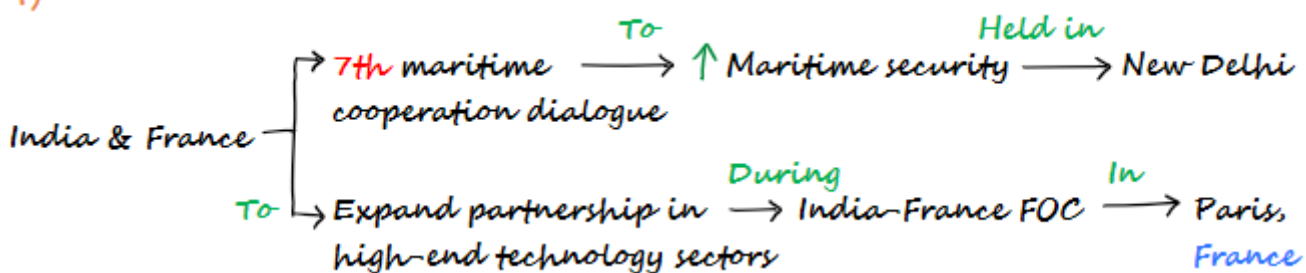 1)
To
Held in
7th maritime ↑ Maritime security New Delhi
cooperation dialogue
India & France
During
In
To Expand partnership in India-France FOC Paris,
high-end technology sectors France